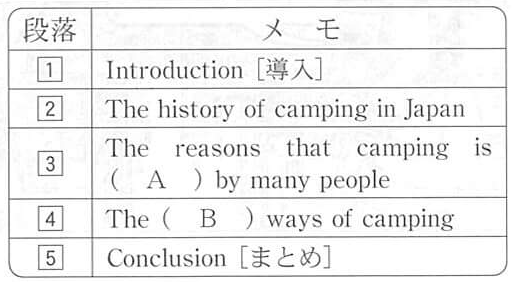 段落 メモ
1 Introduction [導入]
2 The history of camping in Japan
3 The reasons that camping is
( A ) by many people
4 The ( B ) ways of camping
5 Conclusion [まとめ]